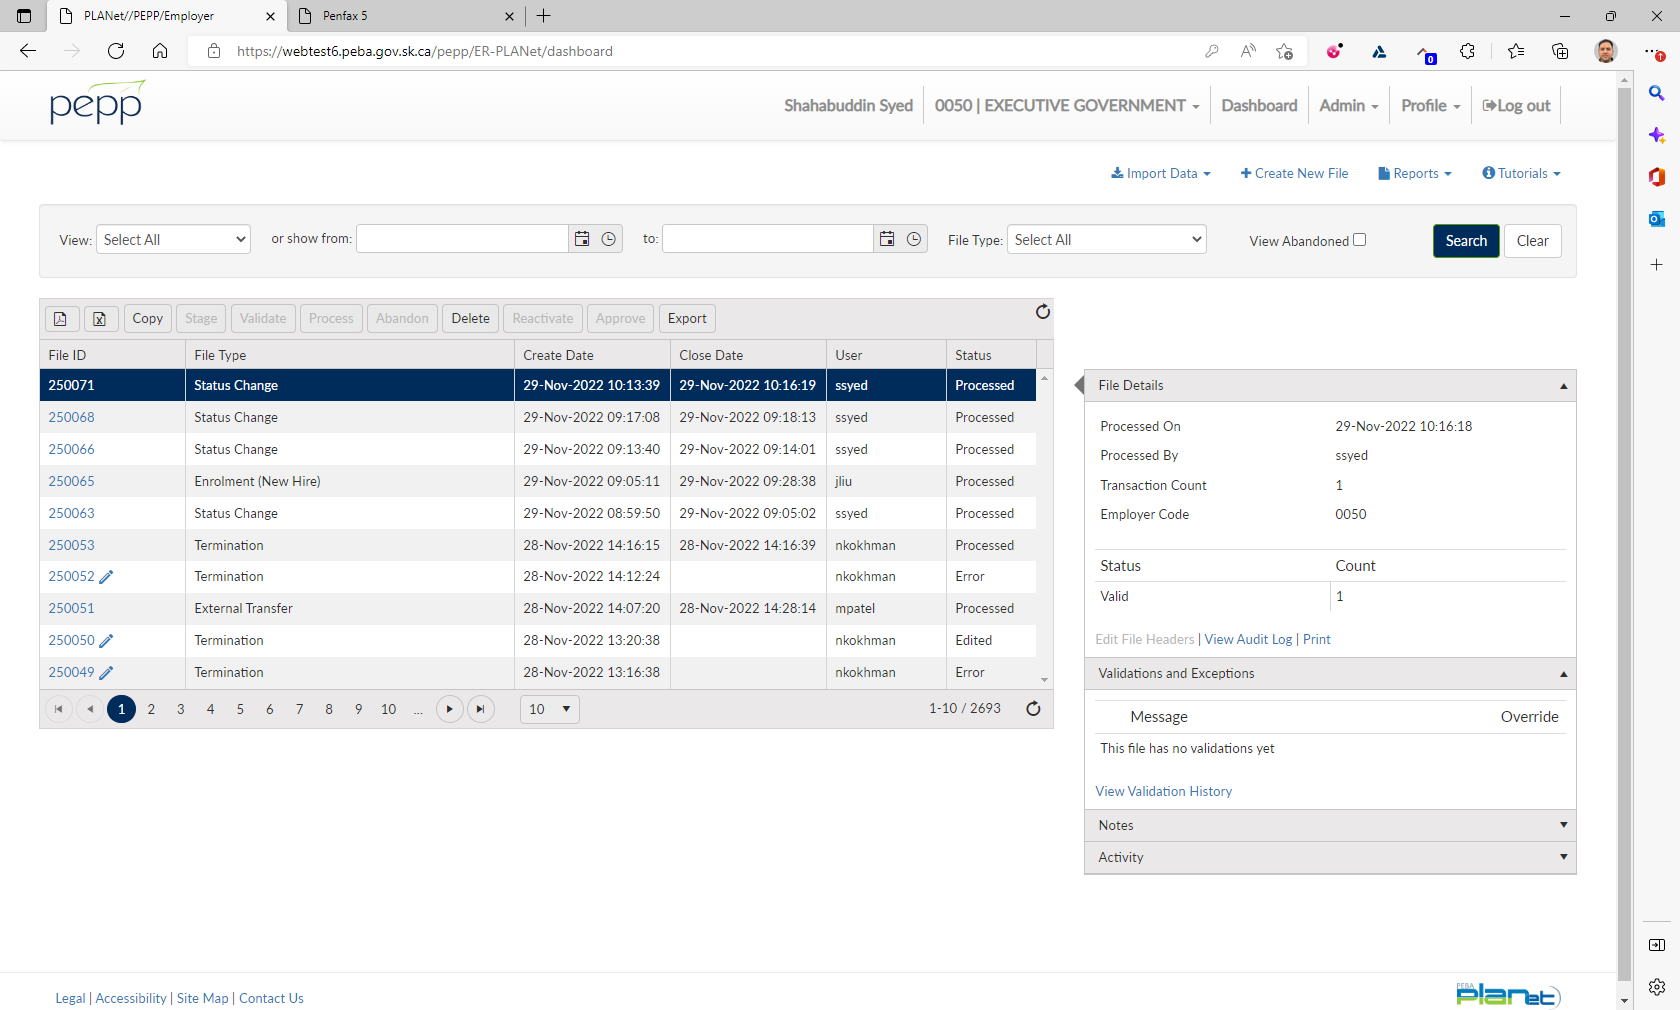 PLANet//PEPP/Employer
Penfax 5
https://webtest6.peba.gov.sk.ca/pepp/ER-PLANet/dashboard
0
pepp
Shahabuddin Syed
0050 | EXECUTIVE GOVERNMENT
Dashboard
Admin
Profile
Log out
Import Data
Create New File
Reports
Tutorials
View: Select All
or show from:
to:
File Type: Select All
View Abandoned
Search
Clear
Copy Stage Validate Process Abandon Delete Reactivate Approve Export
File ID File Type Create Date Close Date User Status
250071 Status Change 29-Nov-2022 10:13:39 29-Nov-2022 10:16:19 ssyed Processed
250068 Status Change 29-Nov-2022 09:17:08 29-Nov-2022 09:18:13 ssyed Processed
250066 Status Change 29-Nov-2022 09:13:40 29-Nov-2022 09:14:01 ssyed Processed
250065 Enrolment (New Hire) 29-Nov-2022 09:05:11 29-Nov-2022 09:28:38 jliu Processed
250063 Status Change 29-Nov-2022 08:59:50 29-Nov-2022 09:05:02 ssyed Processed
250053 Termination 28-Nov-2022 14:16:15 28-Nov-2022 14:16:39 nkokhman Processed
250052 Termination 28-Nov-2022 14:12:24 nkokhman Error
250051 External Transfer 28-Nov-2022 14:07:20 28-Nov-2022 14:28:14 mpatel Processed
250050 Termination 28-Nov-2022 13:20:38 nkokhman Edited
250049 Termination 28-Nov-2022 13:16:38 nkokhman Error
1 2 3 4 5 6 7 8 9 10 ... 10 1-10 / 2693
File Details
Processed On 29-Nov-2022 10:16:18
Processed By ssyed
Transaction Count 1
Employer Code 0050
Status Count
Valid 1
Edit File Headers | View Audit Log | Print
Validations and Exceptions
Message Override
This file has no validations yet
View Validation History
Notes
Activity
Legal | Accessibility | Site Map | Contact Us
PEBA
planet